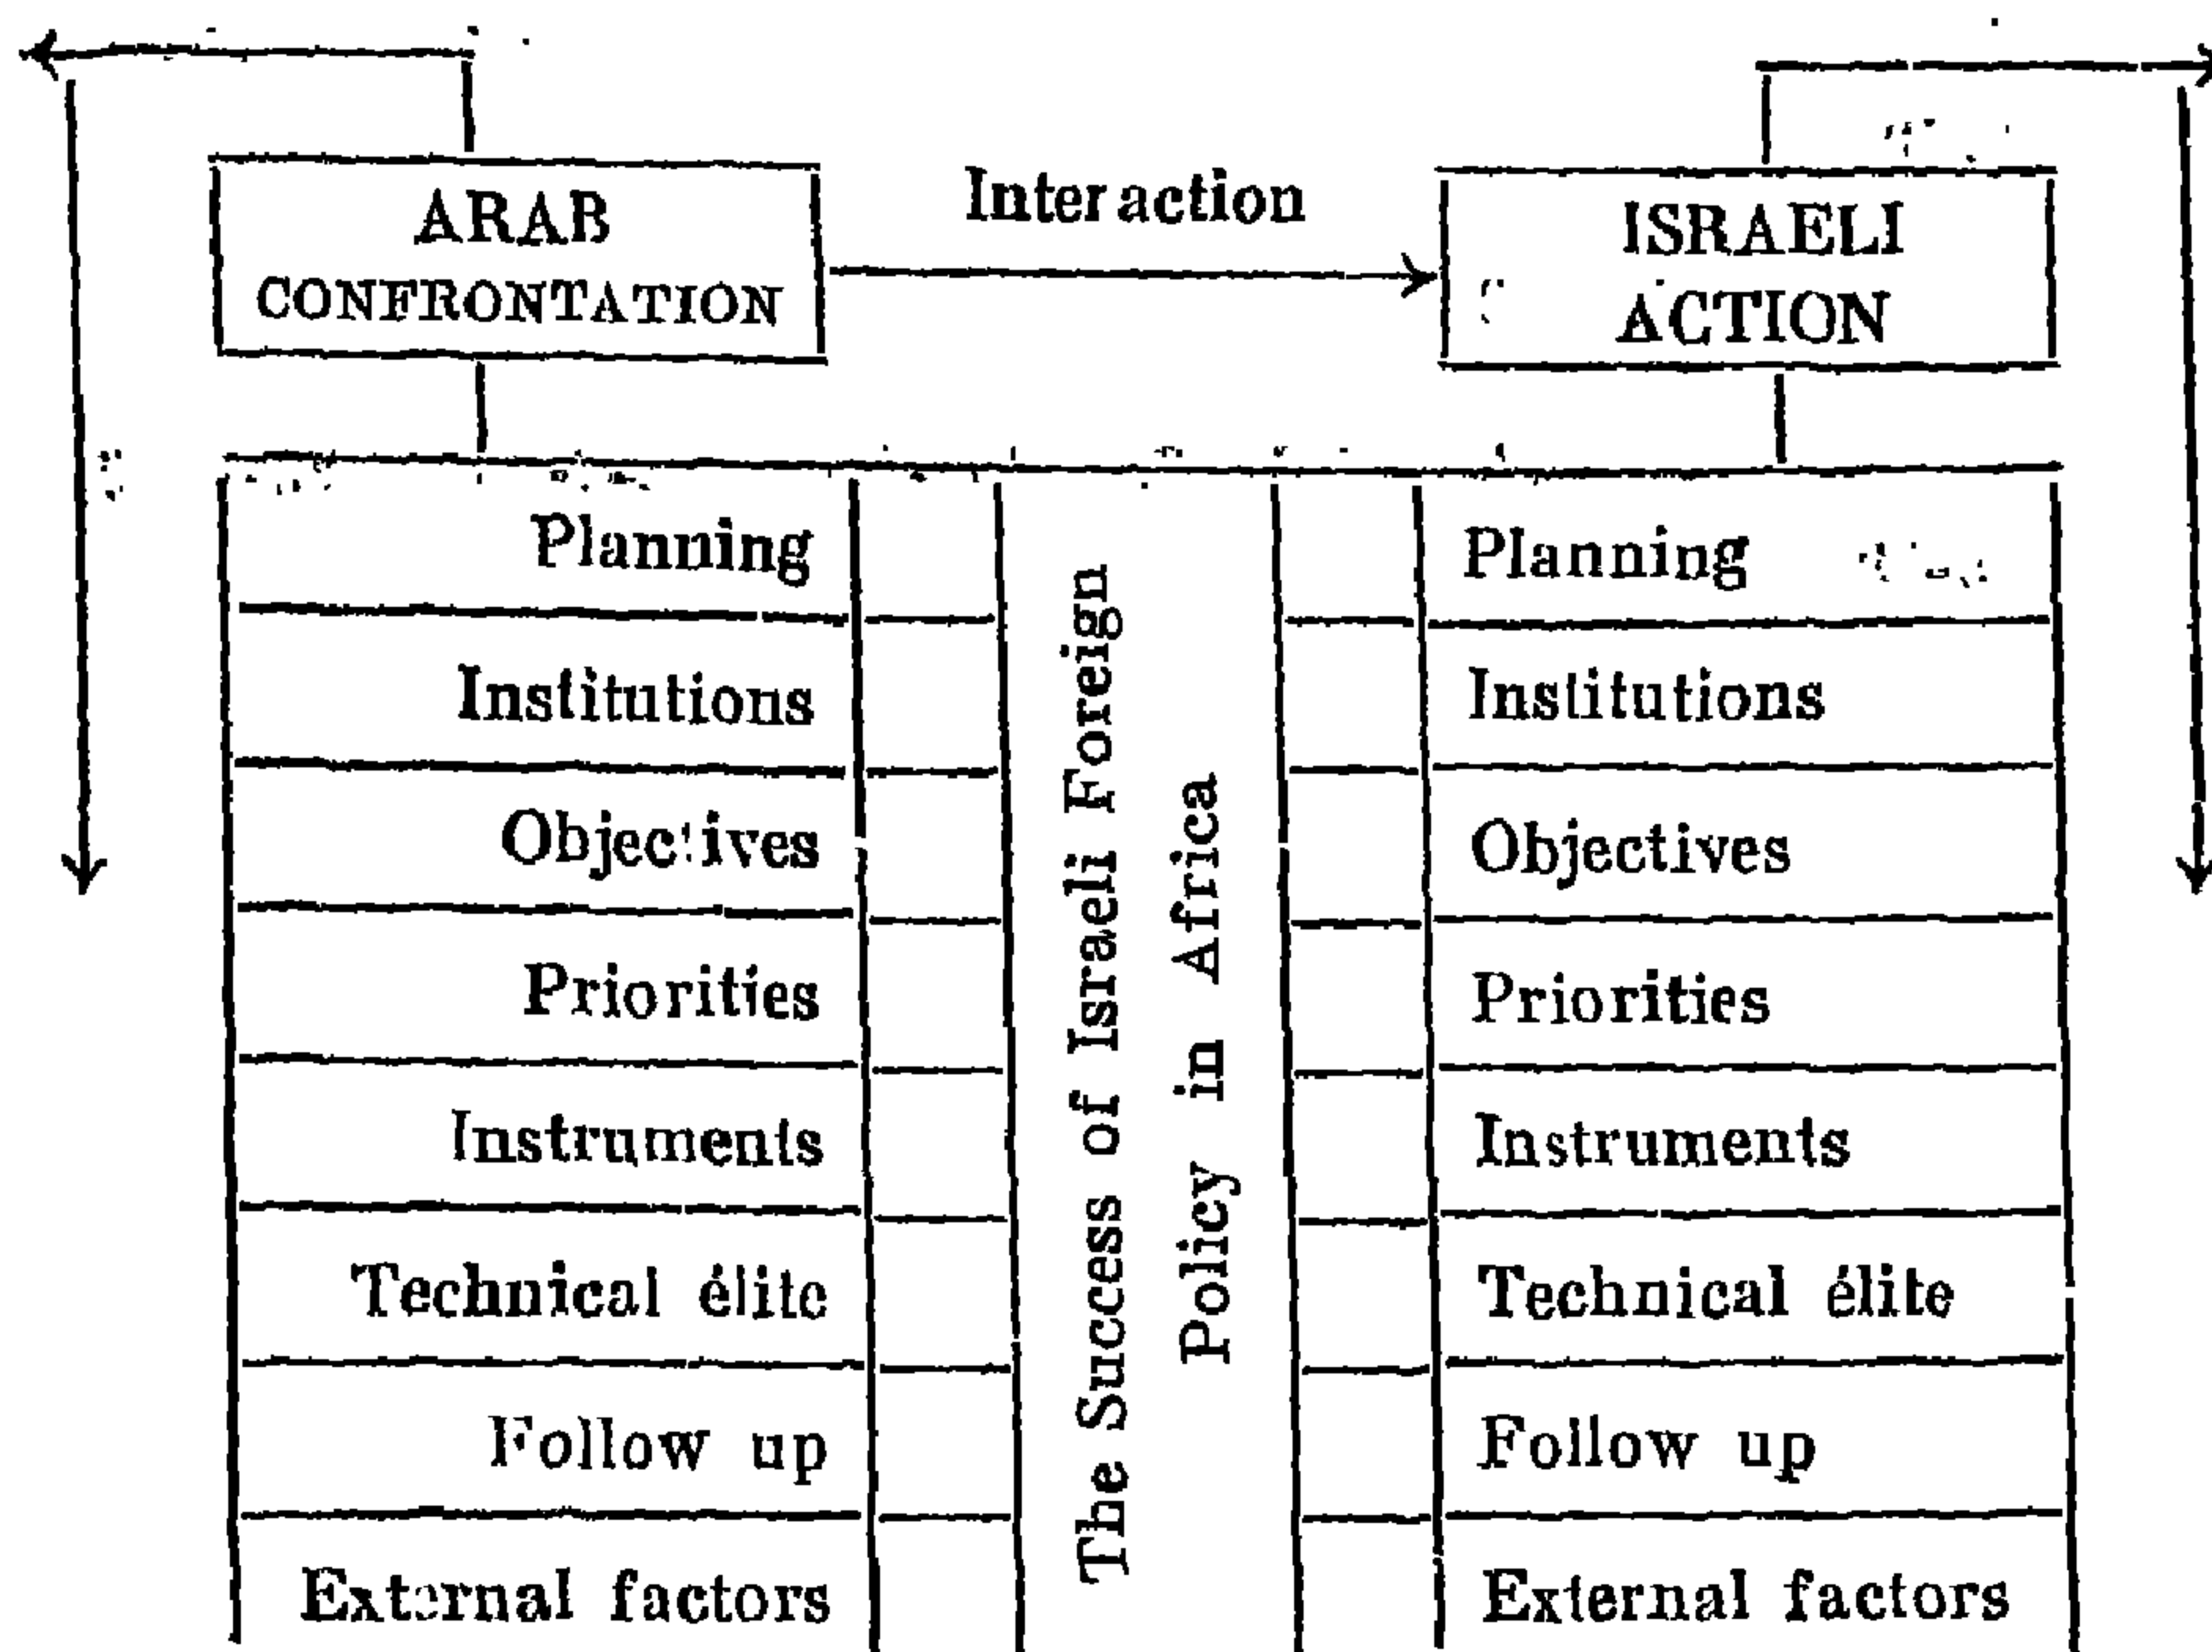 ARAB
CONFRONTATION
Interaction
ISRAELI
ACTION
Planning
Institutions
Objectives
Priorities
Instruments
Technical élite
Follow up
External factors
The Success of Israeli Foreign
Policy in Africa
Planning
Institutions
Objectives
Priorities
Instruments
Technical élite
Follow up
External factors